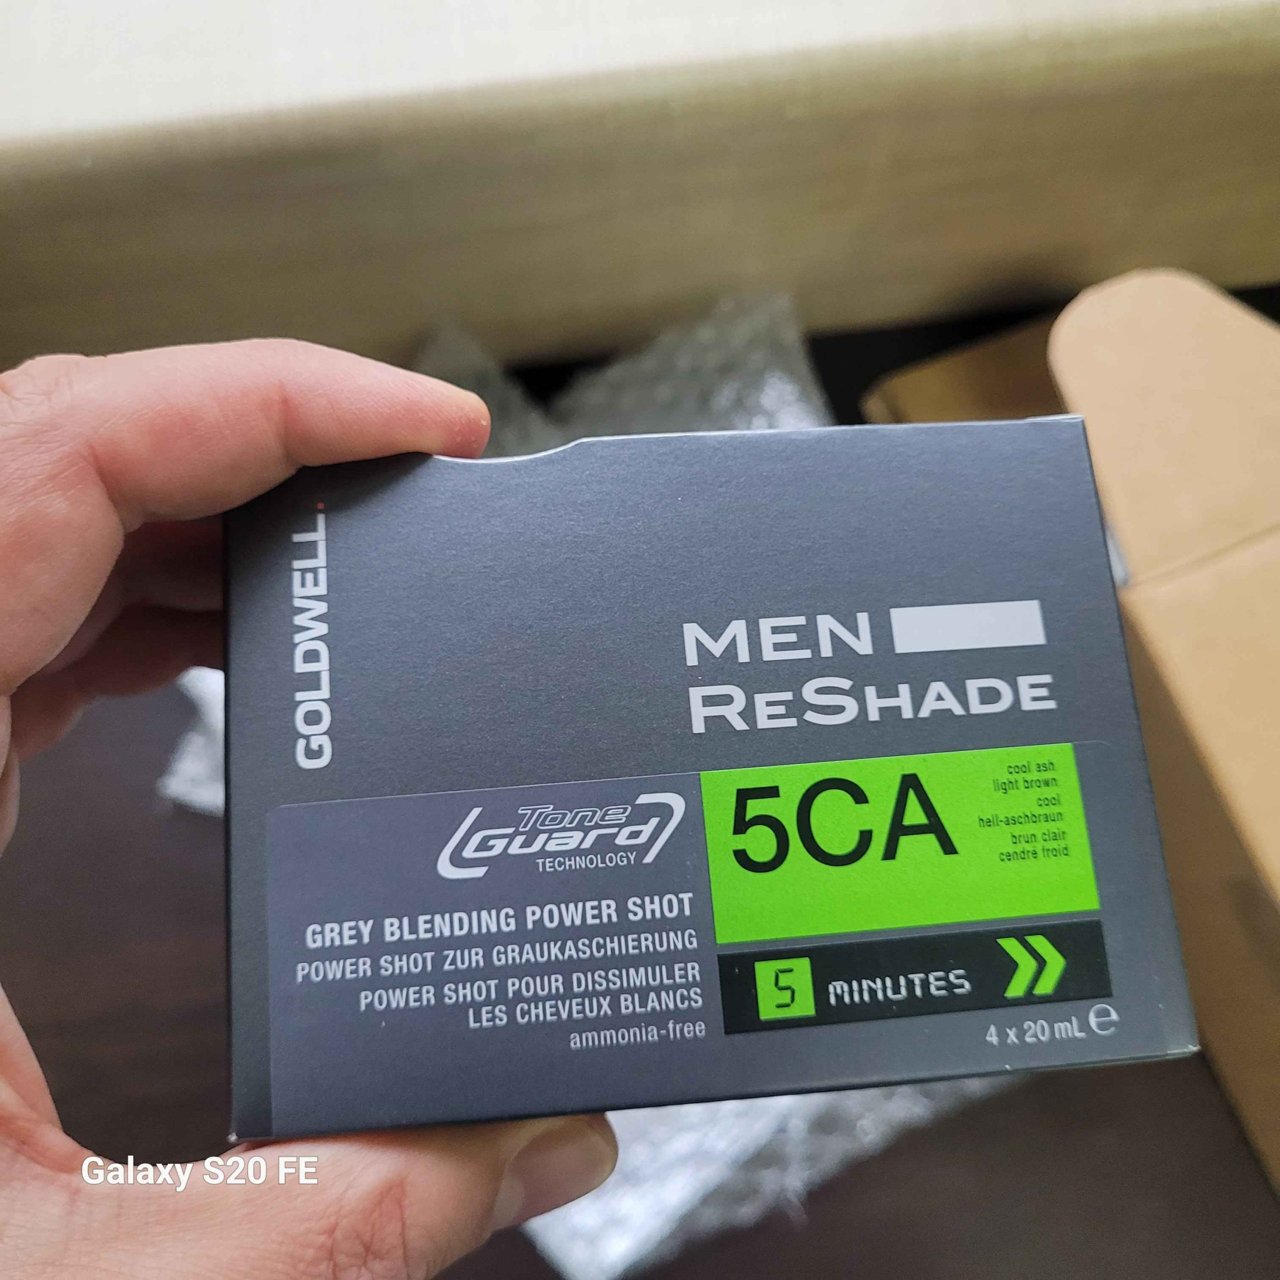 GOLDWELL.
MEN
RESHADE
Tone
Guard
TECHNOLOGY
GREY BLENDING POWER SHOT
POWER SHOT ZUR GRAUKASCHIERUNG
POWER SHOT POUR DISSIMULER
LES CHEVEUX BLANCS
ammonia-free
5CA
cool ash
light brown
cool
hell-aschbraun
brun clair
cendré froid
5 MINUTES
4 x 20 mL ℮
Galaxy S20 FE